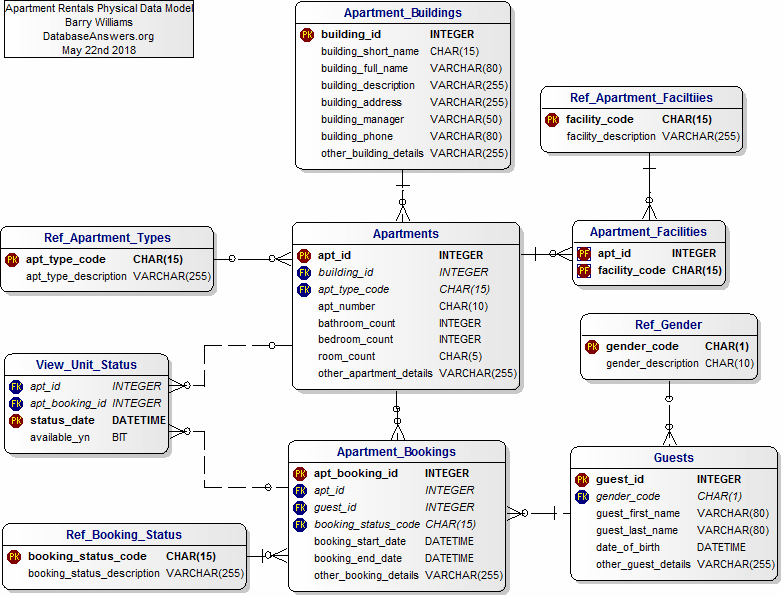 Apartment Rentals Physical Data Model
Barry Williams
DatabaseAnswers.org
May 22nd 2018
Apartment_Buildings
PK building_id INTEGER
building_short_name CHAR(15)
building_full_name VARCHAR(80)
building_description VARCHAR(255)
building_address VARCHAR(255)
building_manager VARCHAR(50)
building_phone VARCHAR(80)
other_building_details VARCHAR(255)
Ref_Apartment_Faciltiies
PK facility_code CHAR(15)
facility_description VARCHAR(255)
Ref_Apartment_Types
PK apt_type_code CHAR(15)
apt_type_description VARCHAR(255)
Apartments
PK apt_id INTEGER
FK building_id INTEGER
FK apt_type_code CHAR(15)
apt_number CHAR(10)
bathroom_count INTEGER
bedroom_count INTEGER
room_count CHAR(5)
other_apartment_details VARCHAR(255)
Apartment_Facilities
PF apt_id INTEGER
PF facility_code CHAR(15)
Ref_Gender
PK gender_code CHAR(1)
gender_description CHAR(10)
View_Unit_Status
FK apt_id INTEGER
FK apt_booking_id INTEGER
PK status_date DATETIME
available_yn BIT
Apartment_Bookings
PK apt_booking_id INTEGER
FK apt_id INTEGER
FK guest_id INTEGER
FK booking_status_code CHAR(15)
booking_start_date DATETIME
booking_end_date DATETIME
other_booking_details VARCHAR(255)
Guests
PK guest_id INTEGER
FK gender_code CHAR(1)
guest_first_name VARCHAR(80)
guest_last_name VARCHAR(80)
date_of_birth DATETIME
other_guest_details VARCHAR(255)
Ref_Booking_Status
PK booking_status_code CHAR(15)
booking_status_description VARCHAR(255)